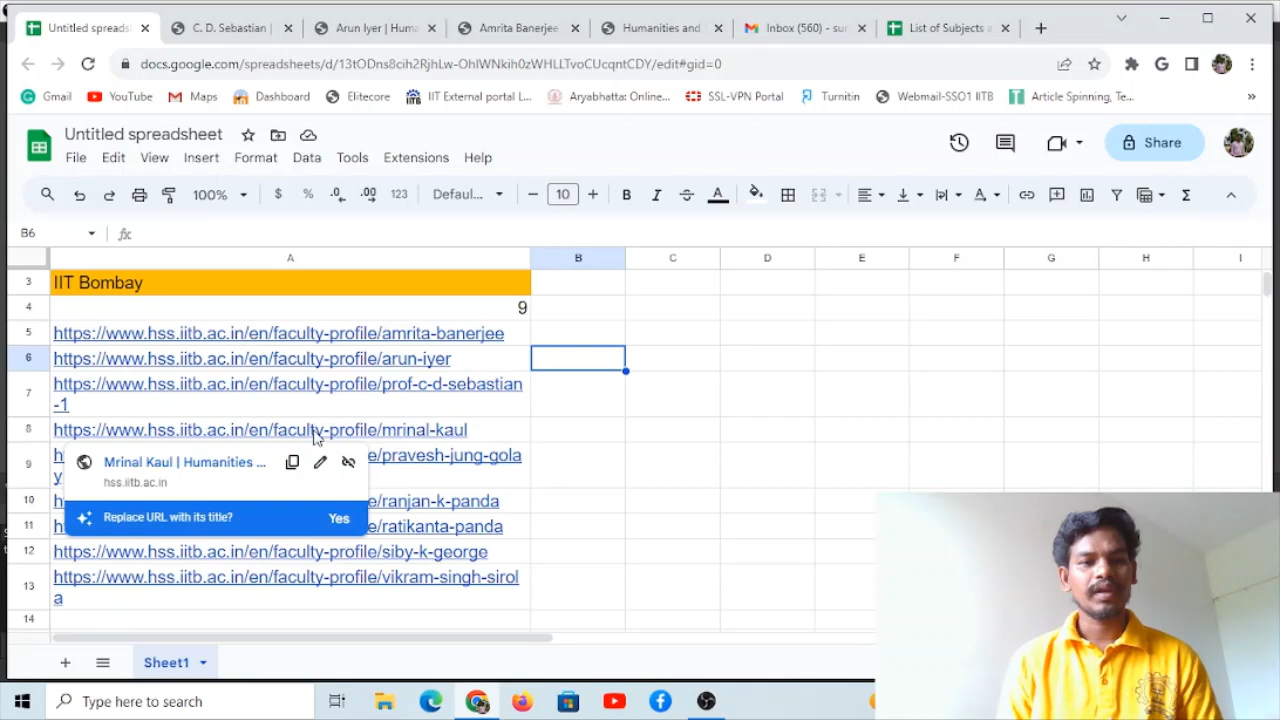 Untitled spreads
C. D. Sebastian |
Arun Iyer | Huma
Amrita Banerjee
Humanities and
Inbox (560) - sur
List of Subjects a
docs.google.com/spreadsheets/d/13tODns8cih2RjhLw-OhlWNkih0zWHLLTvoCUcqntCDY/edit#gid=0
Gmail
YouTube
Maps
Dashboard
Elitecore
IIT External portal L...
Aryabhatta: Online...
SSL-VPN Portal
Turnitin
Webmail-SSO1 IITB
Article Spinning, Te...
Untitled spreadsheet
File Edit View Insert Format Data Tools Extensions Help
Share
100% $ % .0 .00 123 Defaul... 10 B I A
B6 fx
A B C D E F G H I
3 IIT Bombay
4 9
5 https://www.hss.iitb.ac.in/en/faculty-profile/amrita-banerjee
6 https://www.hss.iitb.ac.in/en/faculty-profile/arun-iyer
7 https://www.hss.iitb.ac.in/en/faculty-profile/prof-c-d-sebastian
-1
8 https://www.hss.iitb.ac.in/en/faculty-profile/mrinal-kaul
9 h /pravesh-jung-gola
y
Mrinal Kaul | Humanities ...
hss.iitb.ac.in
10 h /ranjan-k-panda
Replace URL with its title? Yes
11 h /ratikanta-panda
12 https://www.hss.iitb.ac.in/en/faculty-profile/siby-k-george
13 https://www.hss.iitb.ac.in/en/faculty-profile/vikram-singh-sirol
a
14
Sheet1
Type here to search